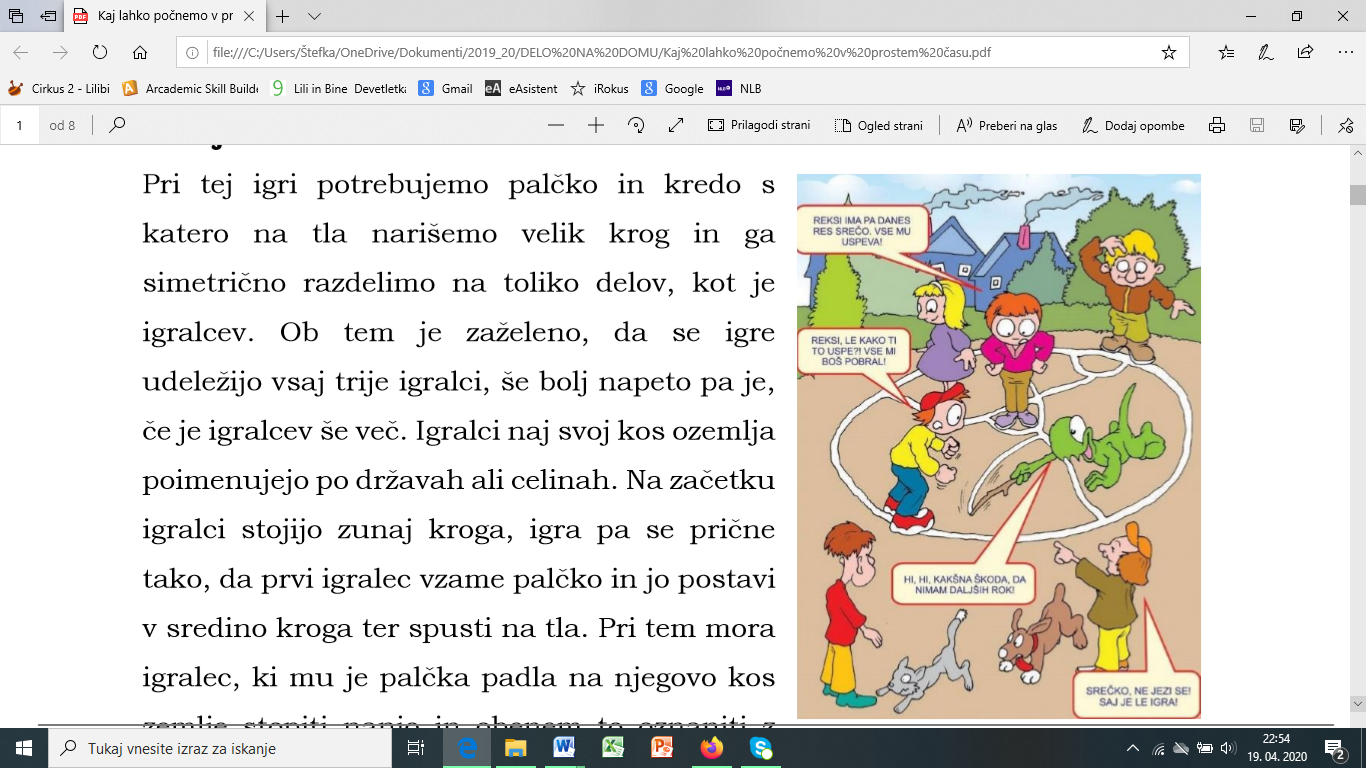 Kaj lahko počnemo v pr
file:///C:/Users/Štefka/OneDrive/Dokumenti/2019_20/DELO%20NA%20DOMU/Kaj%20lahko%20počnemo%20v%20prostem%20času.pdf
Cirkus 2 - Lilibi
Arcademic Skill Builde
Lili in Bine Devetletka
Gmail
eAsistent
iRokus
Google
NLB
1 od 8
Prilagodi strani
Ogled strani
Preberi na glas
Dodaj opombe
Pri tej igri potrebujemo palčko in kredo s
katero na tla narišemo velik krog in ga
simetrično razdelimo na toliko delov, kot je
igralcev. Ob tem je zaželeno, da se igre
udeležijo vsaj trije igralci, še bolj napeto pa je,
če je igralcev še več. Igralci naj svoj kos ozemlja
poimenujejo po državah ali celinah. Na začetku
igralci stojijo zunaj kroga, igra pa se prične
tako, da prvi igralec vzame palčko in jo postavi
v sredino kroga ter spusti na tla. Pri tem mora
igralec, ki mu je palčka padla na njegovo kos
zemlje stopiti nanjo in obenem to oznaniti z
REKSI IMA PA DANES
RES SREČO. VSE MU
USPEVA!
REKSI, LE KAKO TI
TO USPE?! VSE MI
BOŠ POBRAL!
HI, HI, KAKŠNA ŠKODA, DA
NIMAM DALJŠIH ROK!
SREČKO, NE JEZI SE!
SAJ JE LE IGRA!
Tukaj vnesite izraz za iskanje
22:54
19. 04. 2020
2